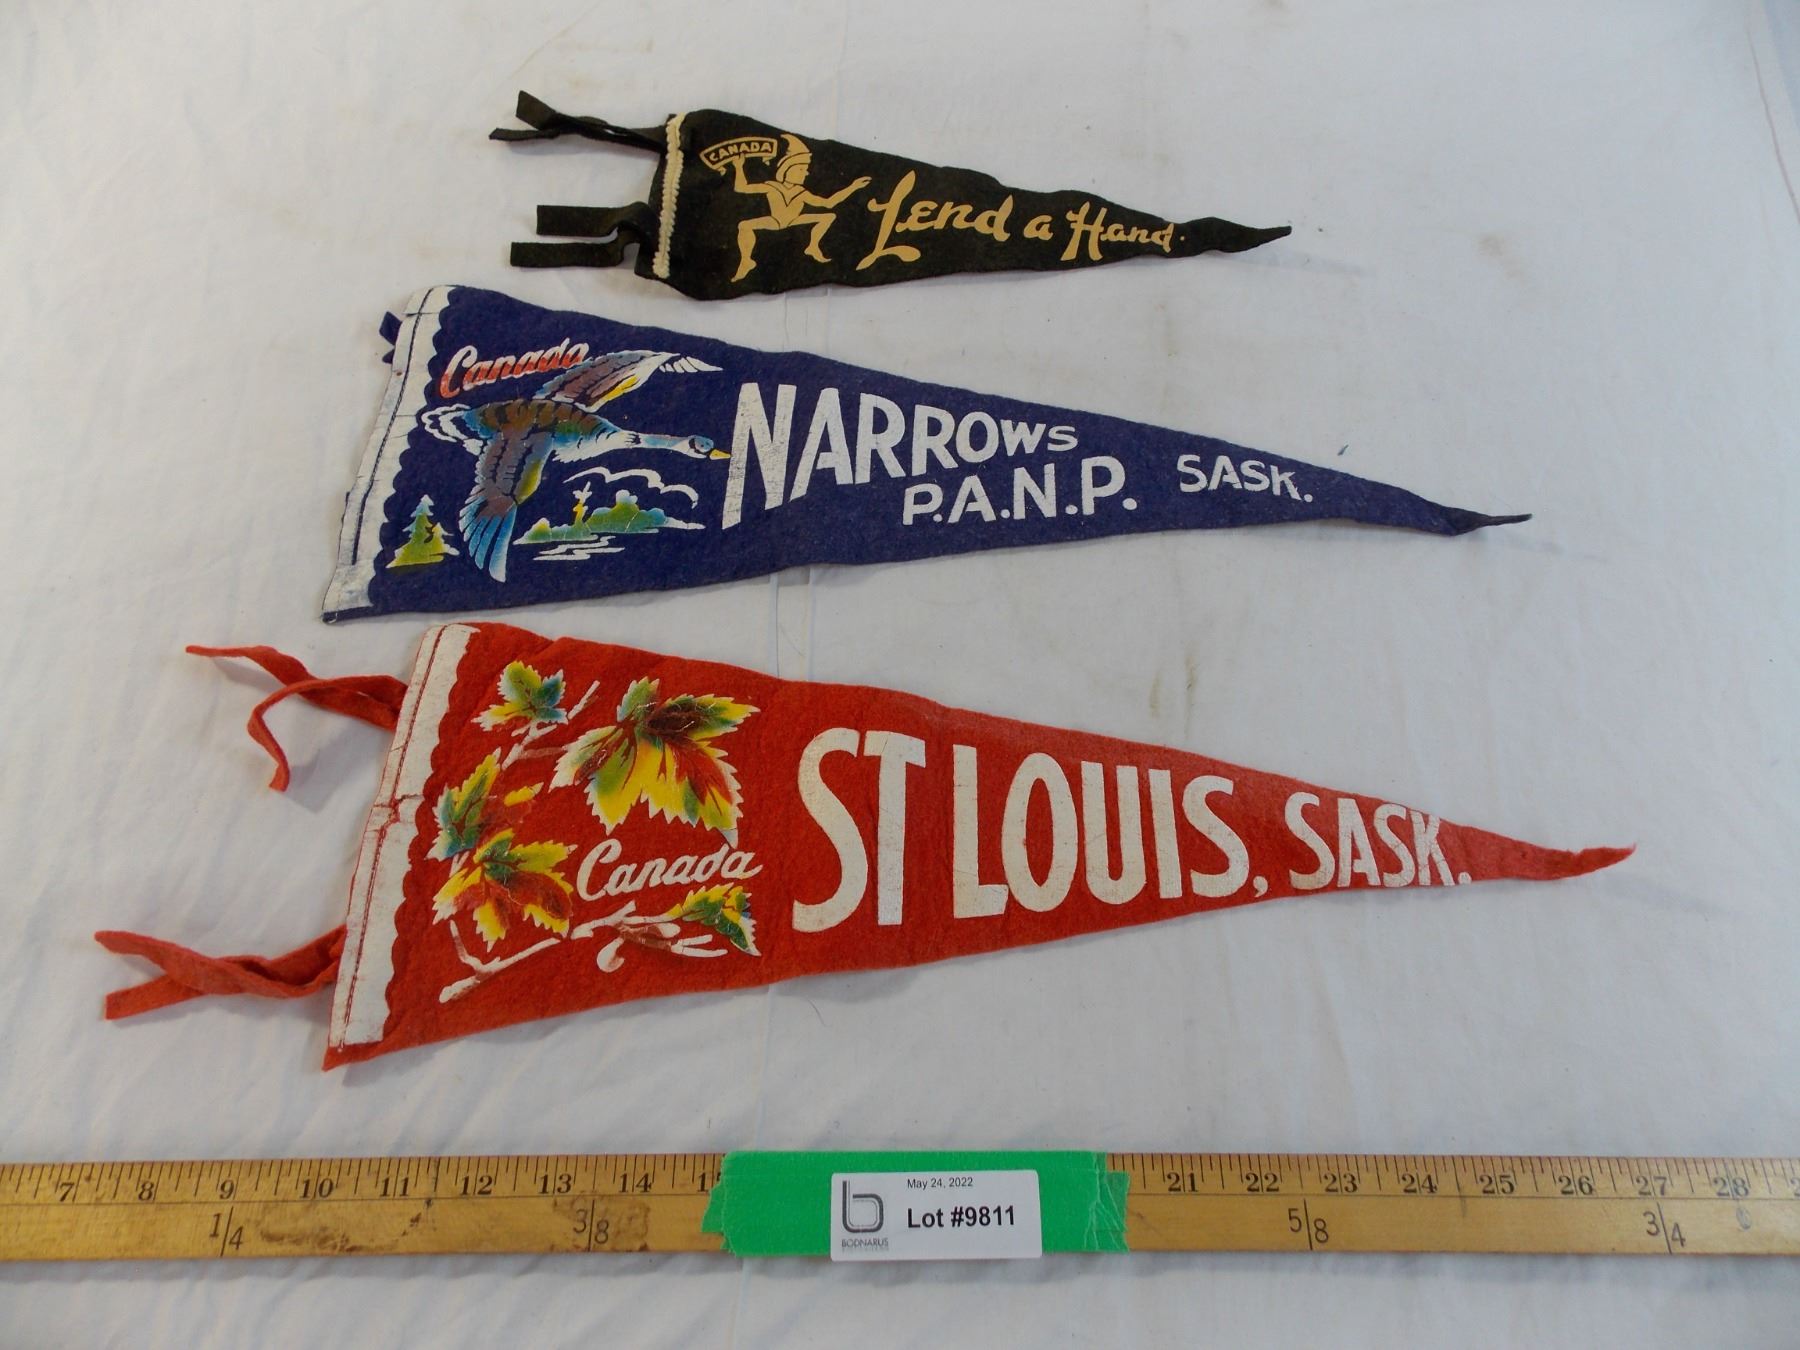 CANADA
Lend a Hand.
Canada
NARROWS
P.A.N.P. SASK.
ST LOUIS, SASK.
Canada
7 8 9 10 11 12 13 14 21 22 23 24 25 26 27 28
1/4 3/8 5/8 3/4
May 24, 2022
Lot #9811
BODNARUS